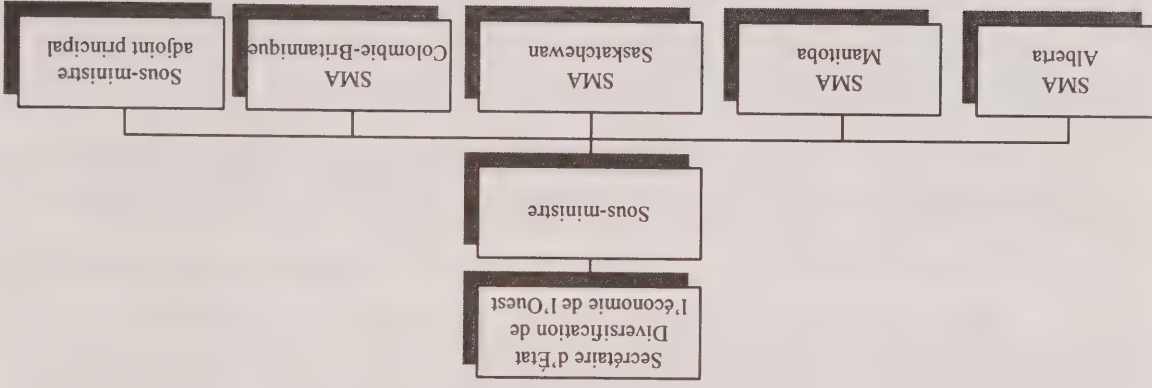 Secrétaire d'État
Diversification de
l'économie de l'Ouest
Sous-ministre
SMA
Alberta
SMA
Manitoba
SMA
Saskatchewan
SMA
Colombie-Britannique
Sous-ministre
adjoint principal